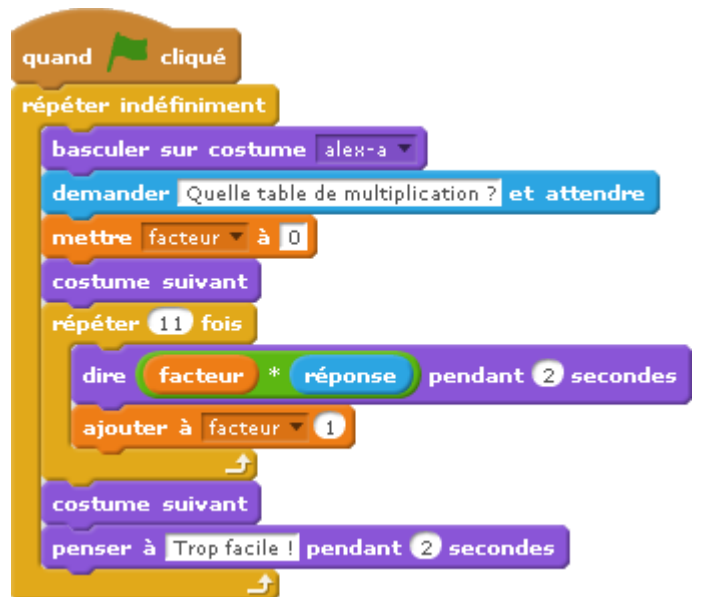 quand cliqué
répéter indéfiniment
basculer sur costume alex-a
demander Quelle table de multiplication ? et attendre
mettre facteur à 0
costume suivant
répéter 11 fois
dire facteur * réponse pendant 2 secondes
ajouter à facteur 1
costume suivant
penser à Trop facile ! pendant 2 secondes